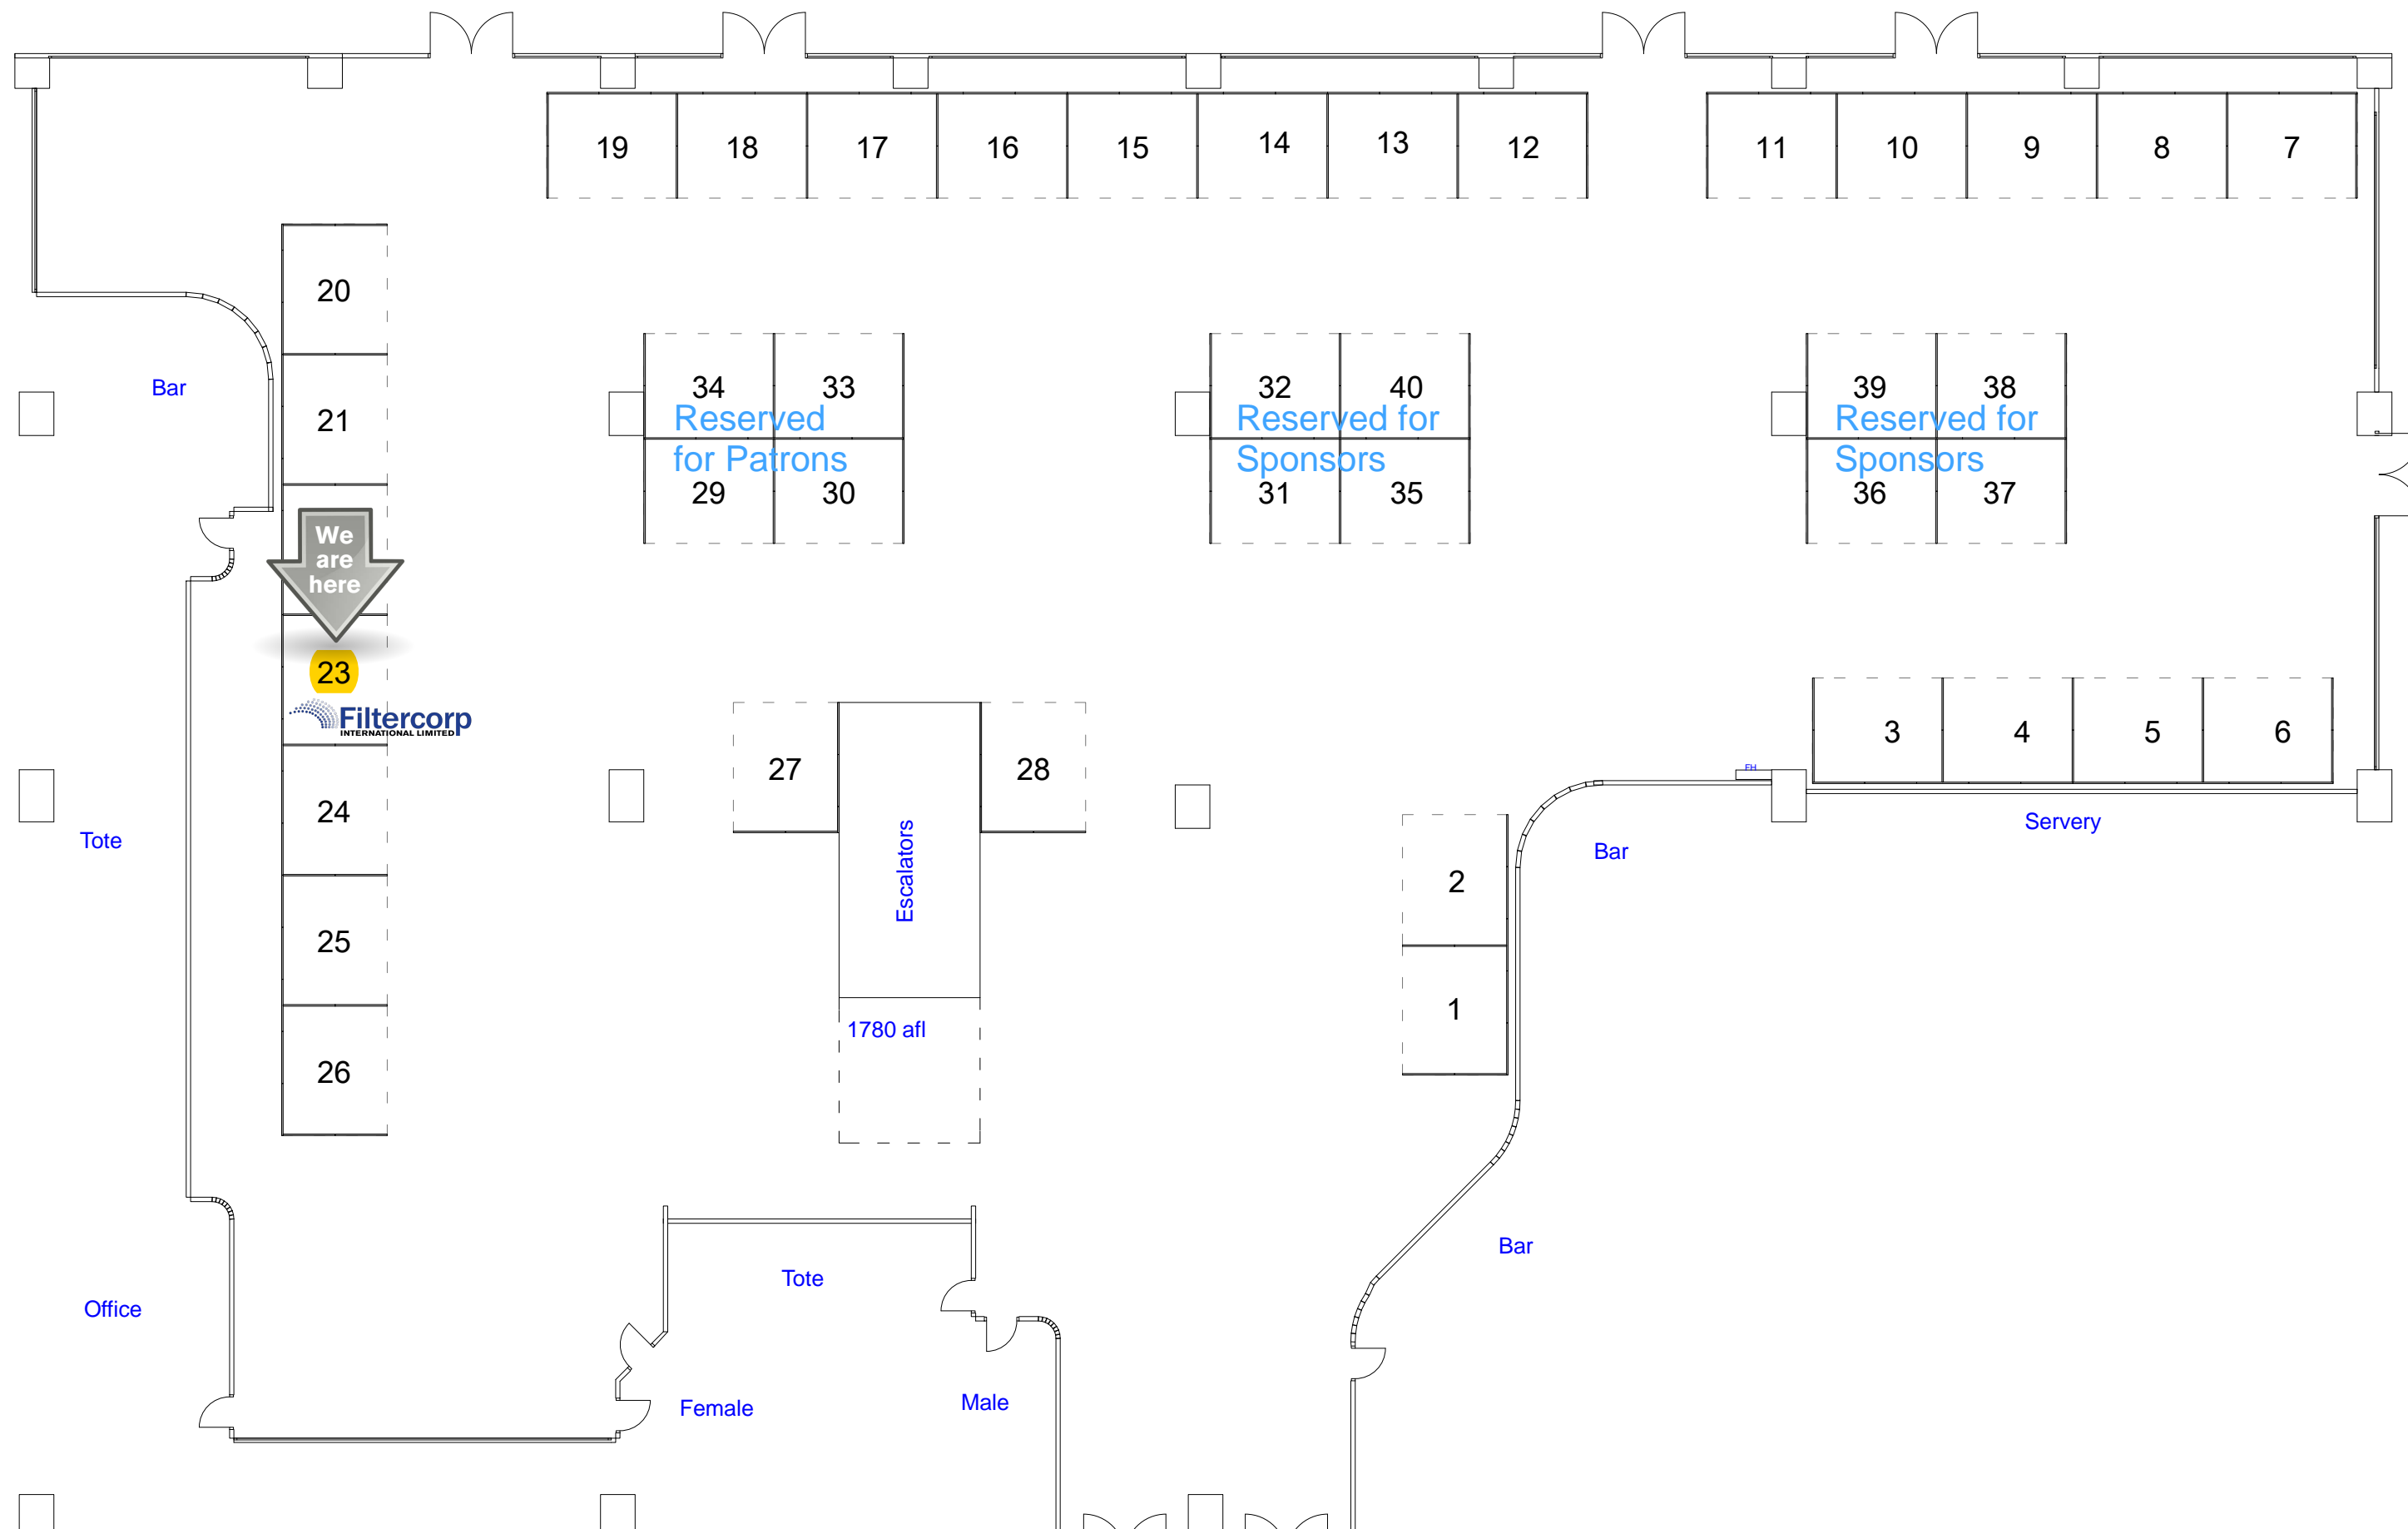 19 18 17 16 15 14 13 12 11 10 9 8 7
20
Bar
21
34 33
Reserved
for Patrons
29 30
32 40
Reserved for
Sponsors
31 35
39 38
Reserved for
Sponsors
36 37
We
are
here
23
Filtercorp
INTERNATIONAL LIMITED
27
28
Escalators
1780 afl
3 4 5 6
FH
Servery
Bar
2
1
24
Tote
25
26
Bar
Tote
Office
Female
Male